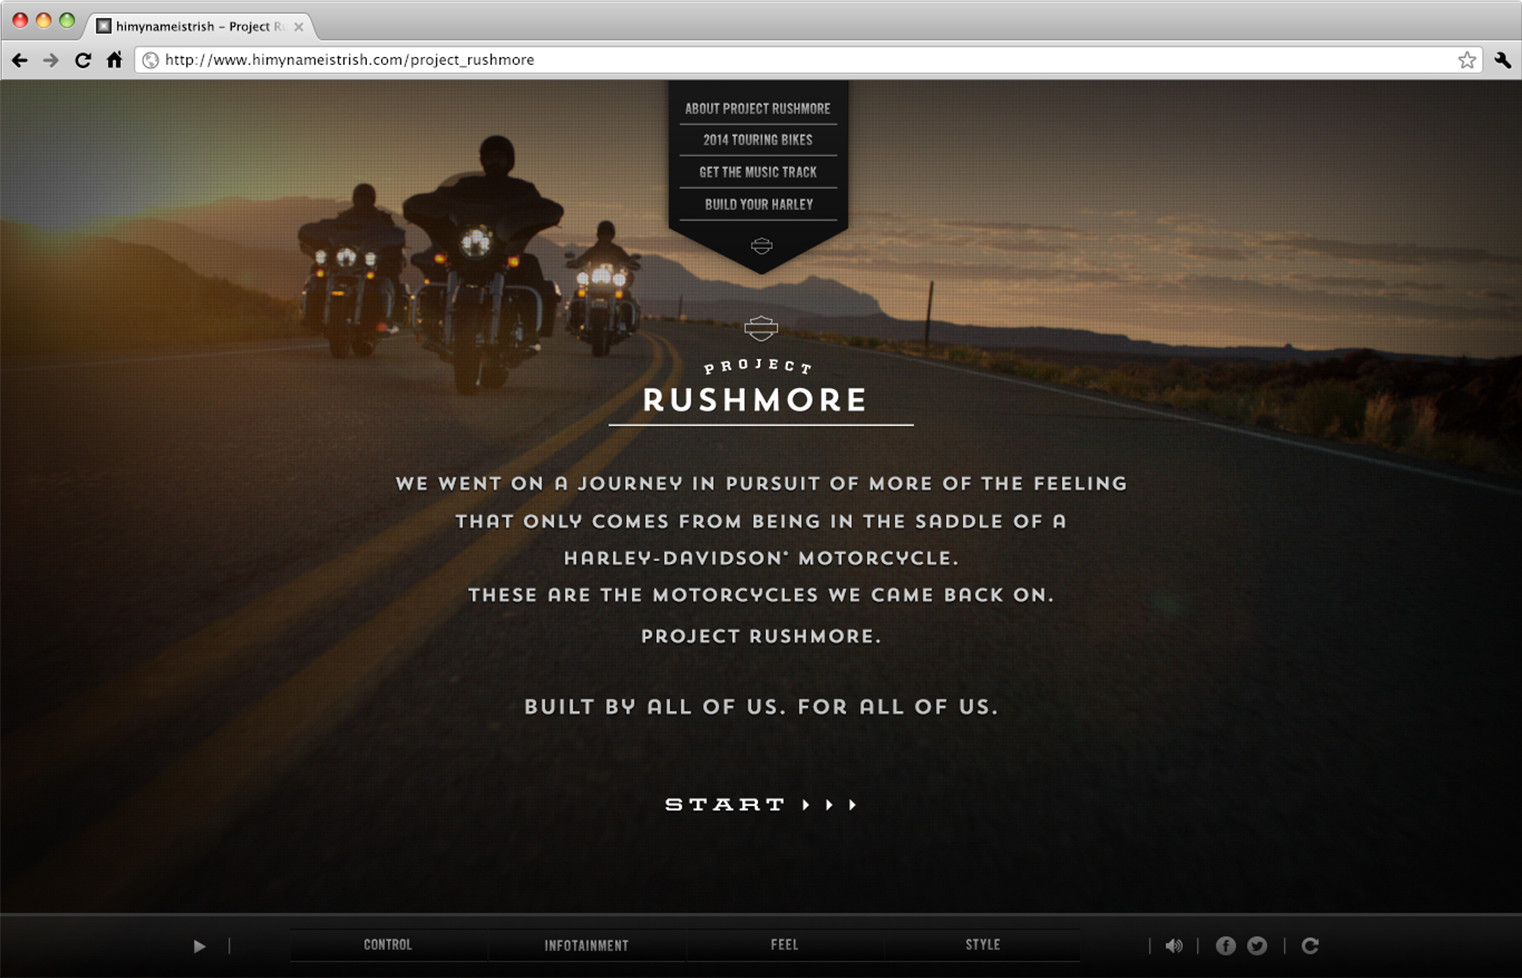 himynameistrish – Project Ru
http://www.himynameistrish.com/project_rushmore
ABOUT PROJECT RUSHMORE
2014 TOURING BIKES
GET THE MUSIC TRACK
BUILD YOUR HARLEY
PROJECT
RUSHMORE
WE WENT ON A JOURNEY IN PURSUIT OF MORE OF THE FEELING
THAT ONLY COMES FROM BEING IN THE SADDLE OF A
HARLEY-DAVIDSON® MOTORCYCLE.
THESE ARE THE MOTORCYCLES WE CAME BACK ON.
PROJECT RUSHMORE.
BUILT BY ALL OF US. FOR ALL OF US.
START
CONTROL
INFOTAINMENT
FEEL
STYLE